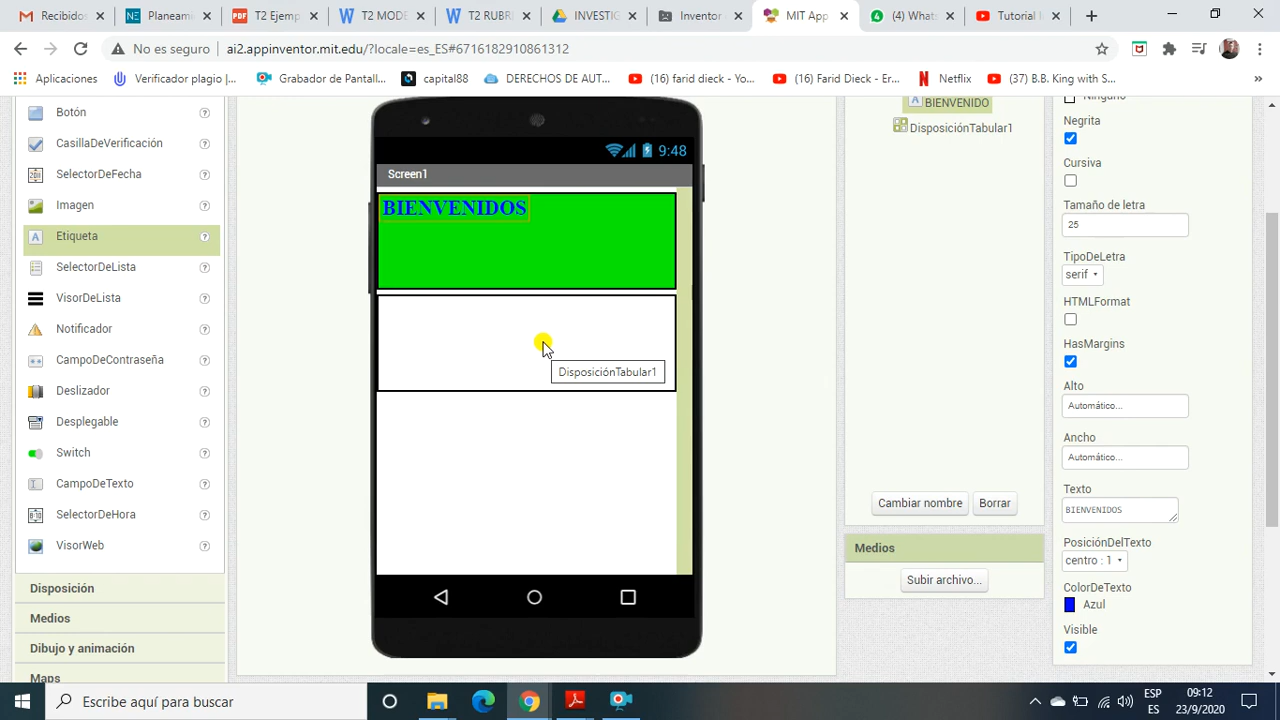 Recibidos
Planeami
T2 Ejerc
T2 MODE
T2 RUBRI
INVESTIG
Inventor
MIT App
(4) Whats
Tutorial In
No es seguro
ai2.appinventor.mit.edu/?locale=es_ES#6716182910861312
Aplicaciones
Verificador plagio |...
Grabador de Pantall...
capital88
DERECHOS DE AUT...
(16) farid dieck - Yo...
(16) Farid Dieck - Er...
Netflix
(37) B.B. King with S...
»
Botón
CasillaDeVerificación
SelectorDeFecha
Imagen
Etiqueta
SelectorDeLista
VisorDeLista
Notificador
CampoDeContraseña
Deslizador
Desplegable
Switch
CampoDeTexto
SelectorDeHora
VisorWeb
Disposición
Medios
Dibujo y animación
Maps
9:48
Screen1
BIENVENIDOS
DisposiciónTabular1
BIENVENIDO
DisposiciónTabular1
Cambiar nombre
Borrar
Medios
Subir archivo...
Ninguno
Negrita
Cursiva
Tamaño de letra
25
TipoDeLetra
serif
HTMLFormat
HasMargins
Alto
Automático...
Ancho
Automático...
Texto
BIENVENIDOS
PosiciónDelTexto
centro : 1
ColorDeTexto
Azul
Visible
Escribe aquí para buscar
ESP
ES
09:12
23/9/2020